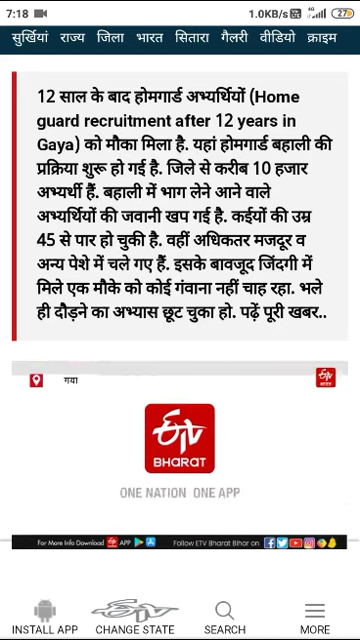 7:18 1.0KB/s 4G 27
सुर्खियां राज्य जिला भारत सितारा गैलरी वीडियो क्राइम
12 साल के बाद होमगार्ड अभ्यर्थियों (Home
guard recruitment after 12 years in
Gaya) को मौका मिला है. यहां होमगार्ड बहाली की
प्रक्रिया शुरू हो गई है. जिले से करीब 10 हजार
अभ्यर्थी हैं. बहाली में भाग लेने आने वाले
अभ्यर्थियों की जवानी खप गई है. कईयों की उम्र
45 से पार हो चुकी है. वहीं अधिकतर मजदूर व
अन्य पेशे में चले गए हैं. इसके बावजूद जिंदगी में
मिले एक मौके को कोई गंवाना नहीं चाह रहा. भले
ही दौड़ने का अभ्यास छूट चुका हो. पढ़ें पूरी खबर..
गया
ETV
BHARAT
ONE NATION ONE APP
For More Info Download APP Follow ETV Bharat Bihar on
INSTALL APP CHANGE STATE SEARCH MORE